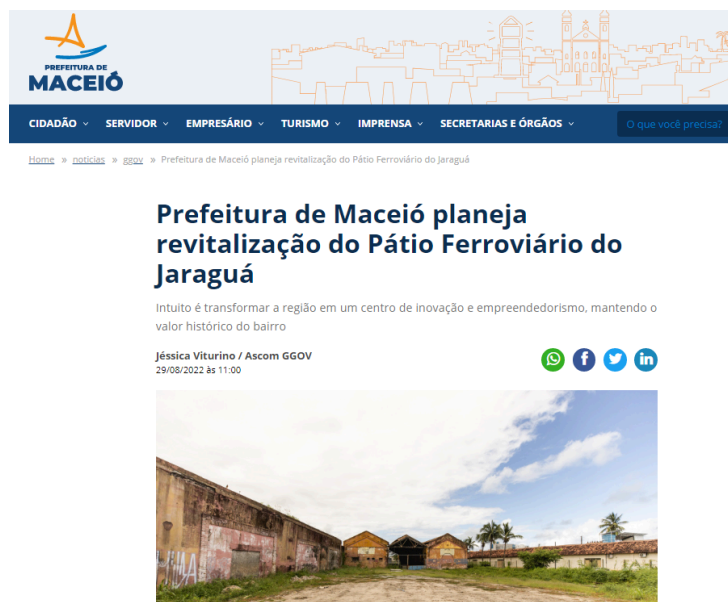 PREFEITURA DE
MACEIÓ
CIDADÃO SERVIDOR EMPRESÁRIO TURISMO IMPRENSA SECRETARIAS E ÓRGÃOS O que você precisa?
Home » noticias » ggov » Prefeitura de Maceió planeja revitalização do Pátio Ferroviário do Jaraguá
Prefeitura de Maceió planeja
revitalização do Pátio Ferroviário do
Jaraguá
Intuito é transformar a região em um centro de inovação e empreendedorismo, mantendo o
valor histórico do bairro
Jéssica Viturino / Ascom GGOV
29/08/2022 às 11:00